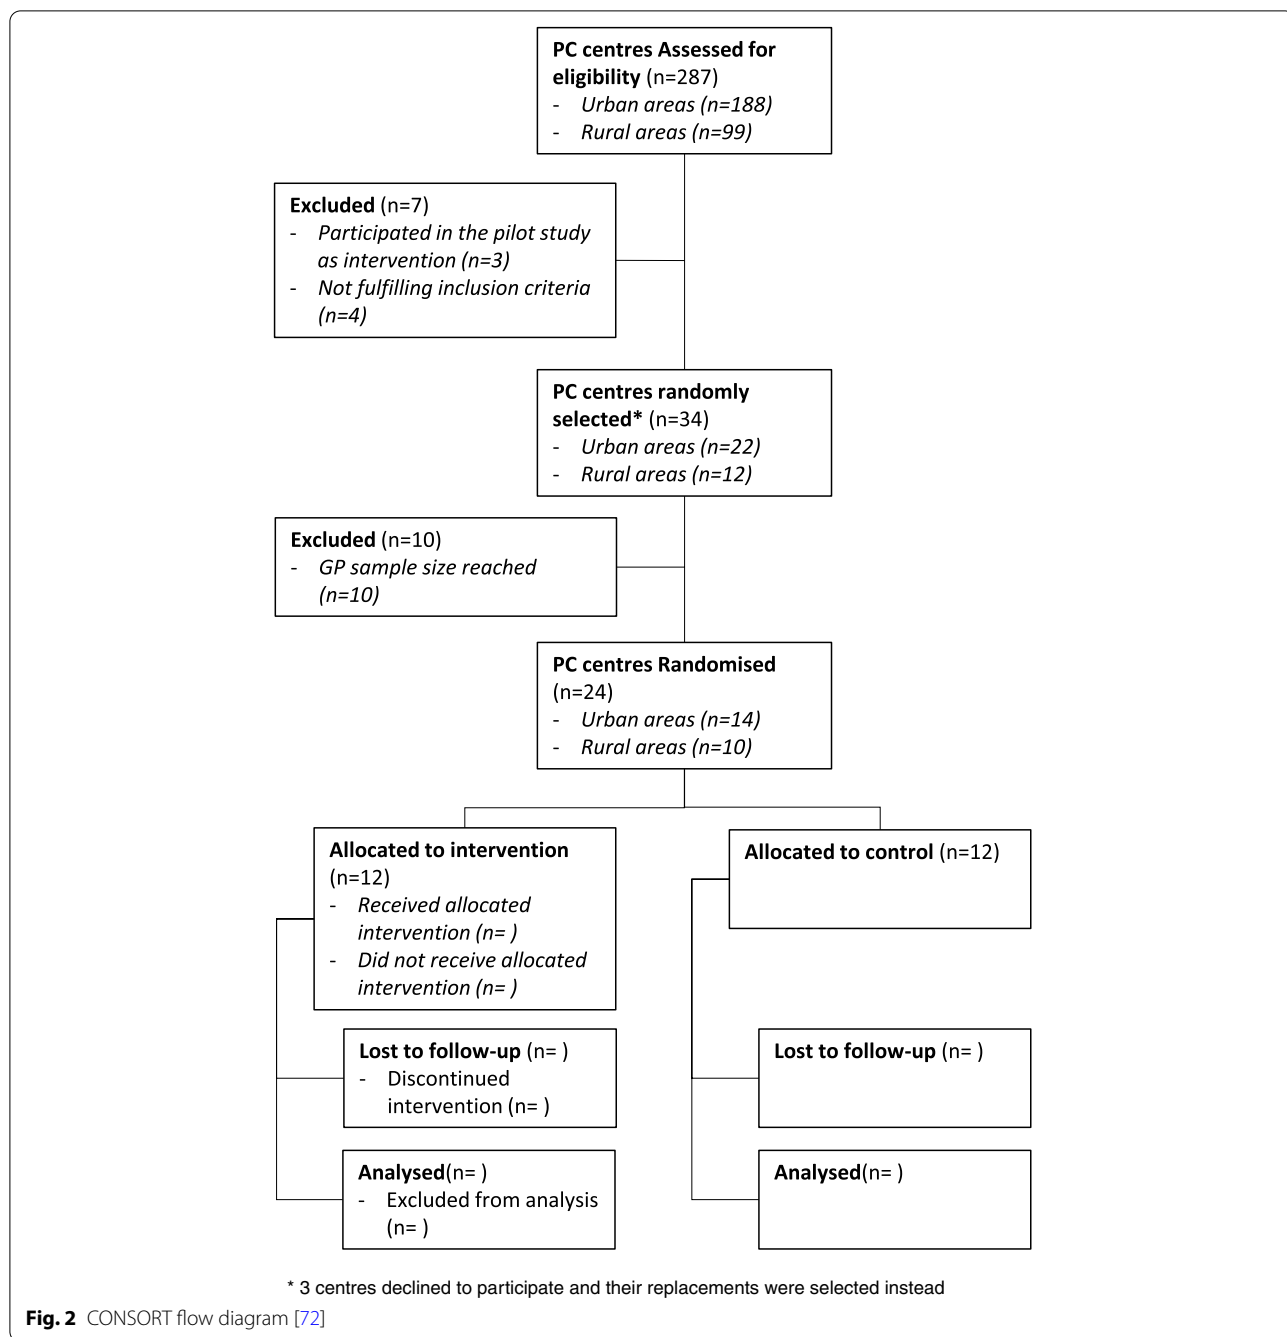 PC centres Assessed for
eligibility (n=287)
- Urban areas (n=188)
- Rural areas (n=99)
Excluded (n=7)
- Participated in the pilot study
as intervention (n=3)
- Not fulfilling inclusion criteria
(n=4)
PC centres randomly
selected* (n=34)
- Urban areas (n=22)
- Rural areas (n=12)
Excluded (n=10)
- GP sample size reached
(n=10)
PC centres Randomised
(n=24)
- Urban areas (n=14)
- Rural areas (n=10)
Allocated to intervention
(n=12)
- Received allocated
intervention (n= )
- Did not receive allocated
intervention (n= )
Allocated to control (n=12)
Lost to follow-up (n= )
- Discontinued
intervention (n= )
Lost to follow-up (n= )
Analysed(n= )
- Excluded from analysis
(n= )
Analysed(n= )
* 3 centres declined to participate and their replacements were selected instead
Fig. 2 CONSORT flow diagram [72]